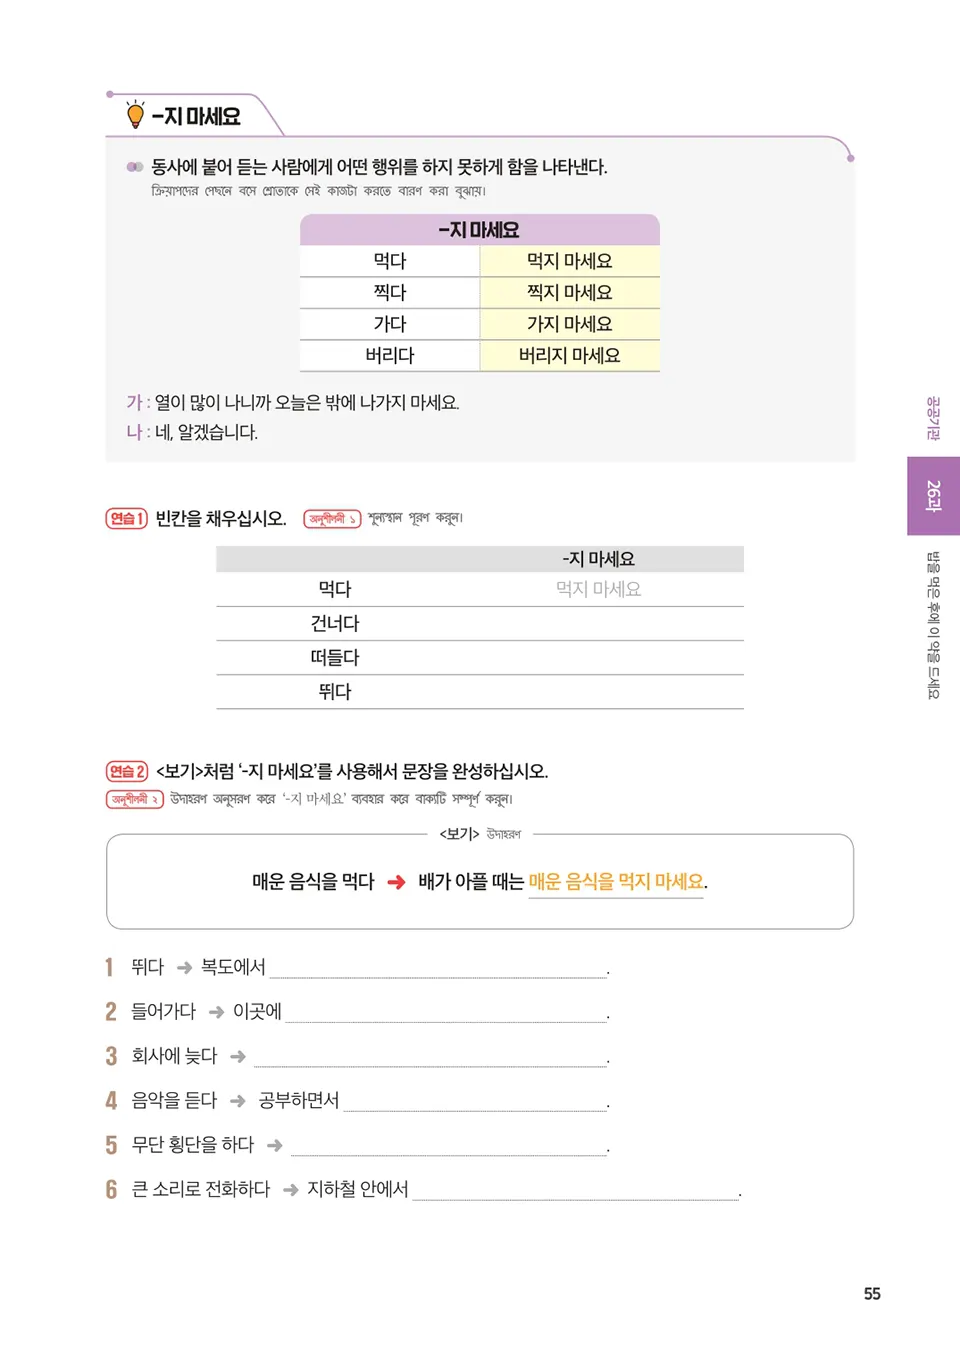 -지 마세요
동사에 붙어 듣는 사람에게 어떤 행위를 하지 못하게 함을 나타낸다.
ক্রিয়াপদের পেছনে বসে শ্রোতাকে সেই কাজটা করতে বারণ করা বুঝায়।
-지 마세요
먹다 먹지 마세요
찍다 찍지 마세요
가다 가지 마세요
버리다 버리지 마세요
가 : 열이 많이 나니까 오늘은 밖에 나가지 마세요.
나 : 네, 알겠습니다.
연습 1 빈칸을 채우십시오. অনুশীলনী ১ শূন্যস্থান পূরণ করুন।
-지 마세요
먹다 먹지 마세요
건너다
떠들다
뛰다
연습 2 <보기>처럼 ‘-지 마세요’를 사용해서 문장을 완성하십시오.
অনুশীলনী ২ উদাহরণ অনুসরণ করে ‘-지 마세요’ ব্যবহার করে বাক্যটি সম্পূর্ণ করুন।
<보기> উদাহরণ
매운 음식을 먹다 ➜ 배가 아플 때는 매운 음식을 먹지 마세요.
1 뛰다 ➜ 복도에서 .
2 들어가다 ➜ 이곳에 .
3 회사에 늦다 ➜ .
4 음악을 듣다 ➜ 공부하면서 .
5 무단 횡단을 하다 ➜ .
6 큰 소리로 전화하다 ➜ 지하철 안에서 .
공공기관
26과
밥을 먹은 후에 이 약을 드세요
55